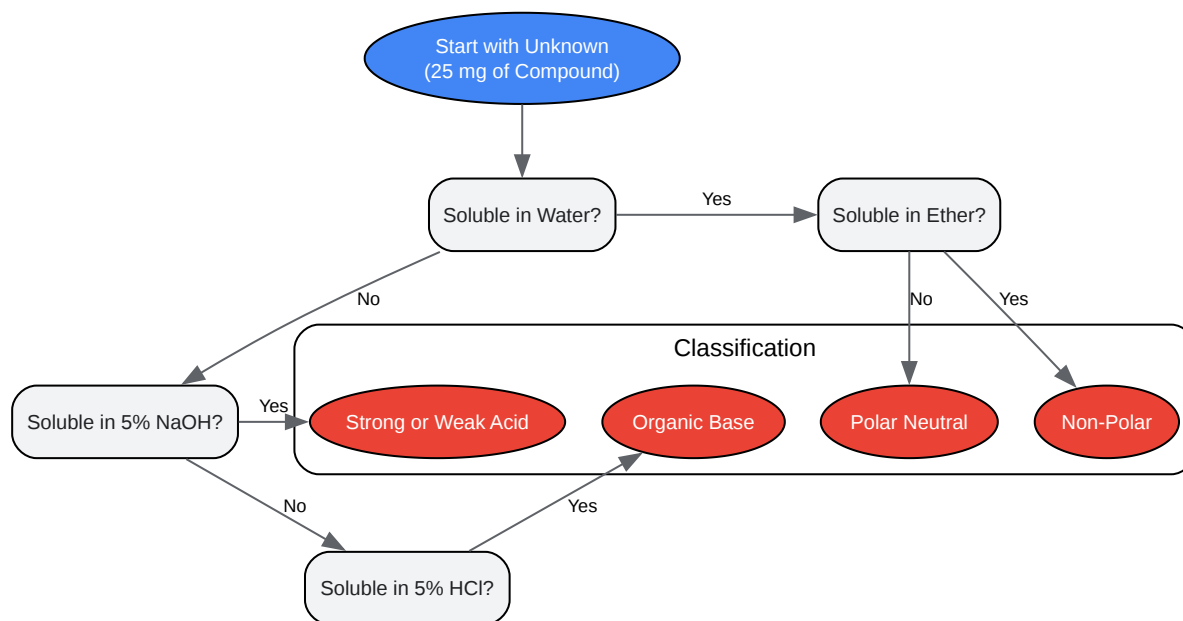 Start with Unknown
(25 mg of Compound)
Soluble in Water?
Yes
Soluble in Ether?
No
No
Yes
Classification
Soluble in 5% NaOH?
Yes
Strong or Weak Acid
Organic Base
Polar Neutral
Non-Polar
No
Yes
Soluble in 5% HCl?